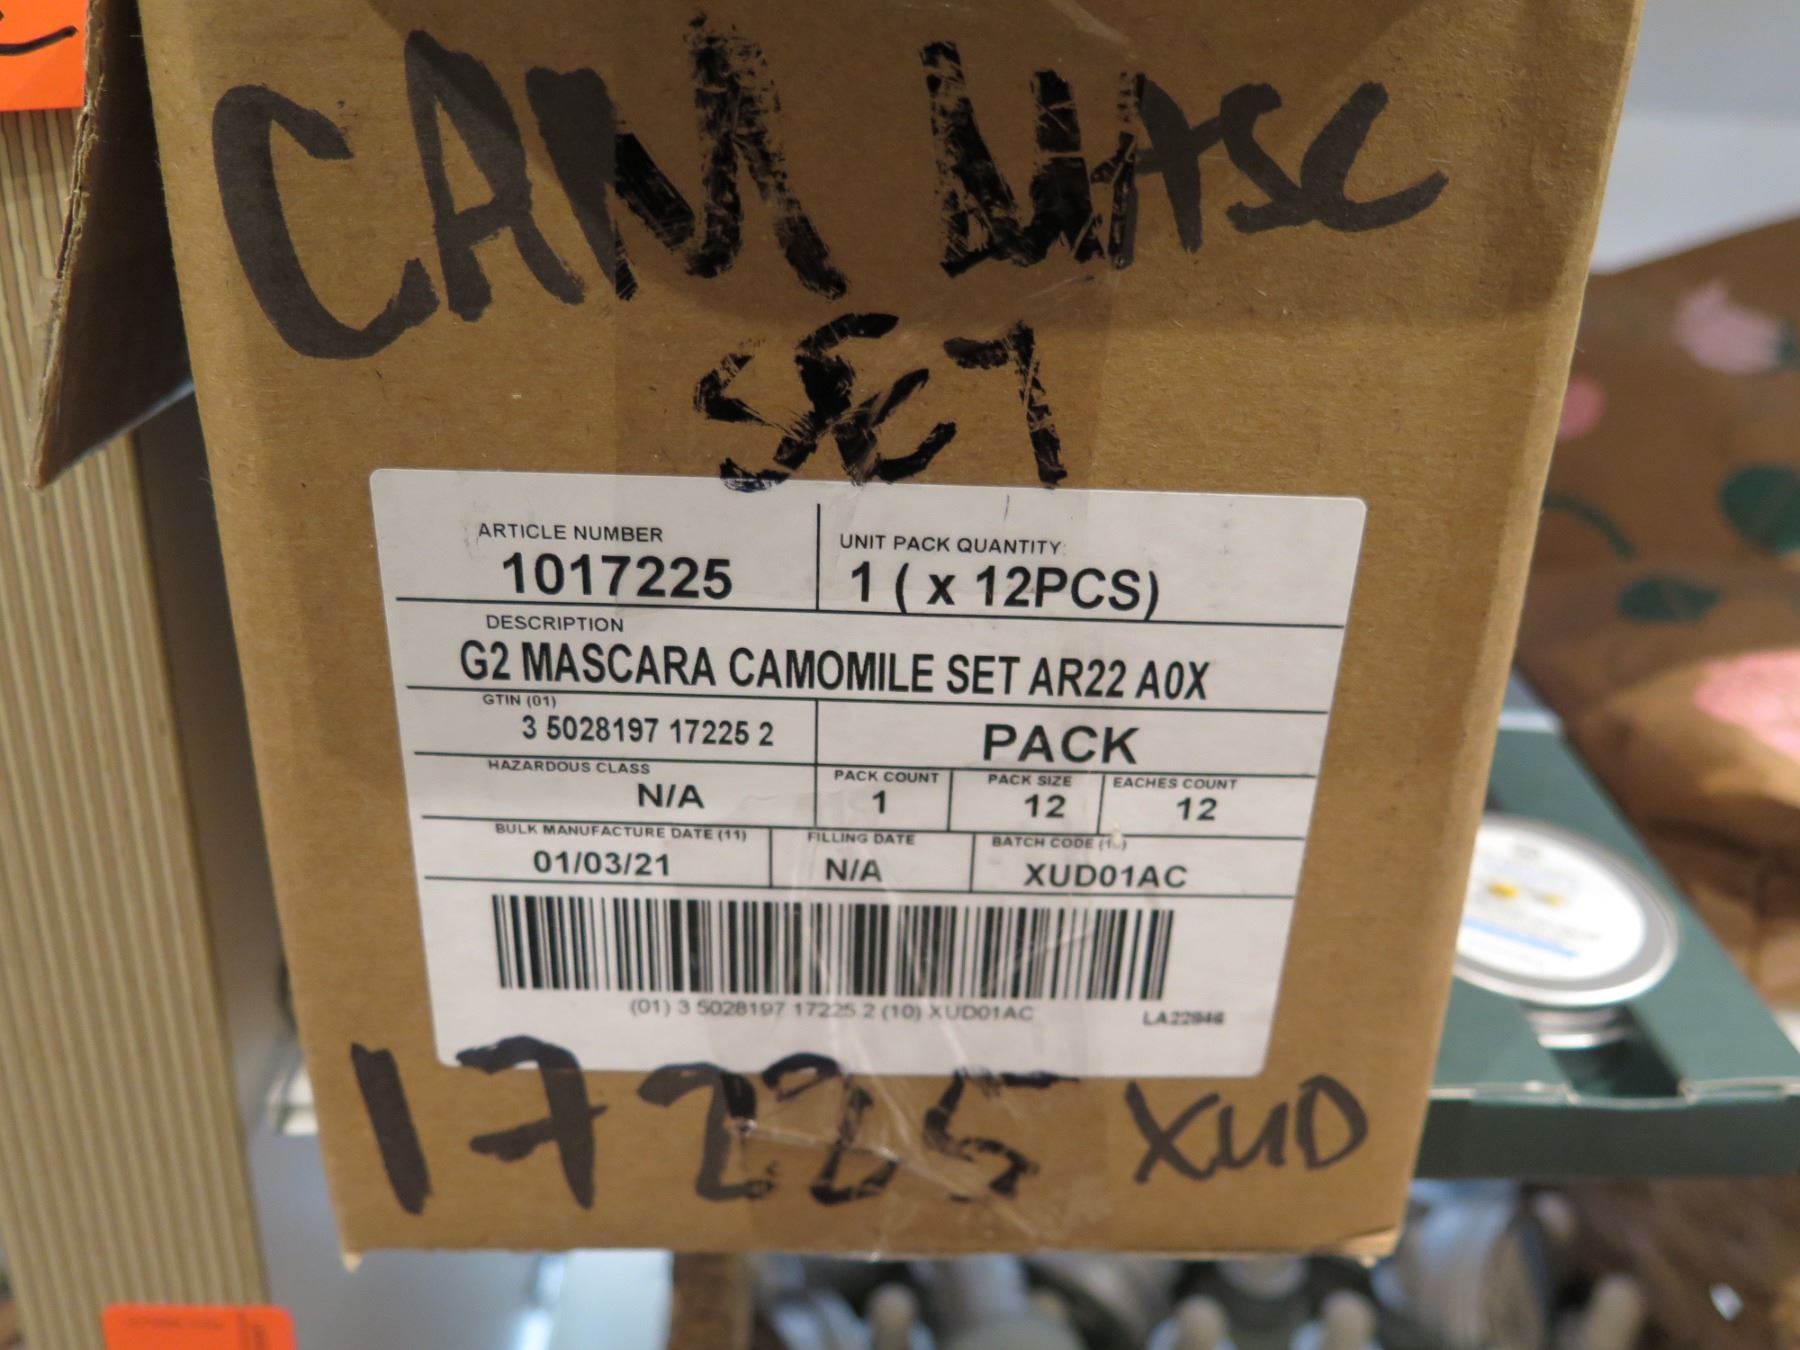 CAM MASC
SET
ARTICLE NUMBER
1017225
UNIT PACK QUANTITY:
1 ( x 12PCS)
DESCRIPTION
G2 MASCARA CAMOMILE SET AR22 A0X
GTIN (01)
3 5028197 17225 2
PACK
HAZARDOUS CLASS
N/A
PACK COUNT
1
PACK SIZE
12
EACHES COUNT
12
BULK MANUFACTURE DATE (11)
01/03/21
FILLING DATE
N/A
BATCH CODE (10)
XUD01AC
(01) 3 5028197 17225 2 (10) XUD01AC
LA22946
17225 XUD